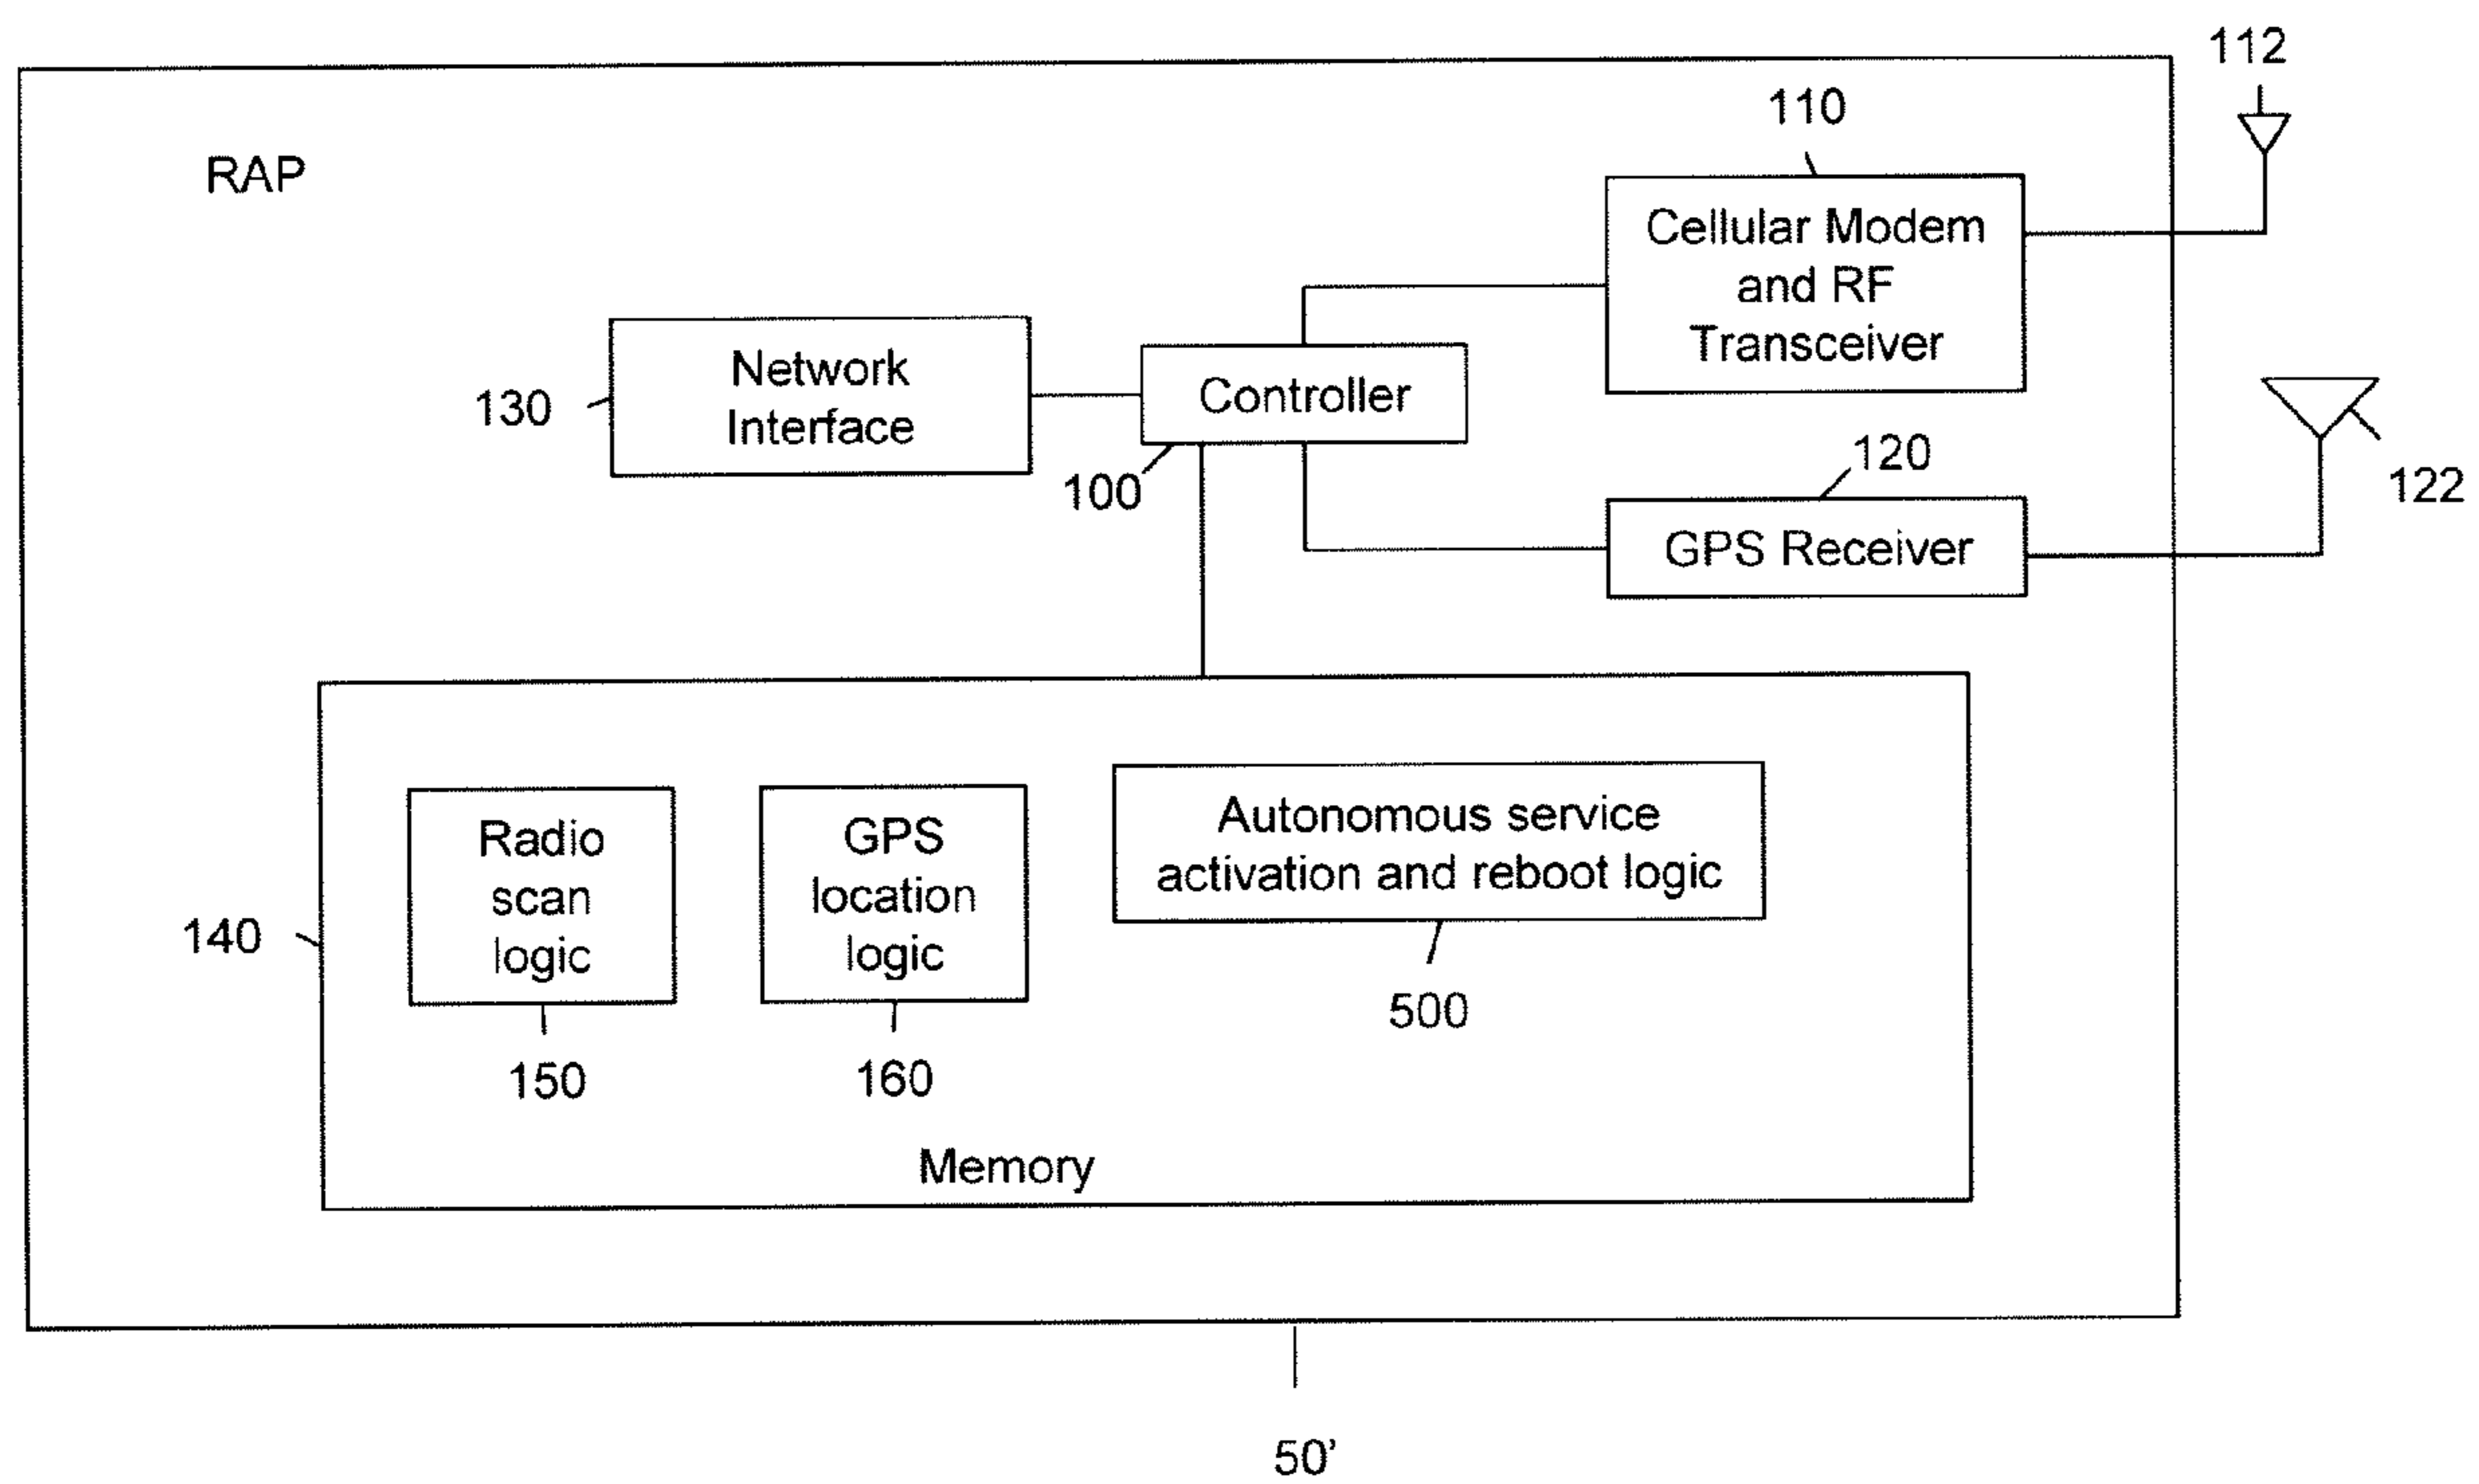 112
110
RAP
Cellular Modem
and RF
Transceiver
Network
Interface
130
Controller
100
120
122
GPS Receiver
Radio
scan
logic
GPS
location
logic
Autonomous service
activation and reboot logic
140
500
150
160
Memory
50’